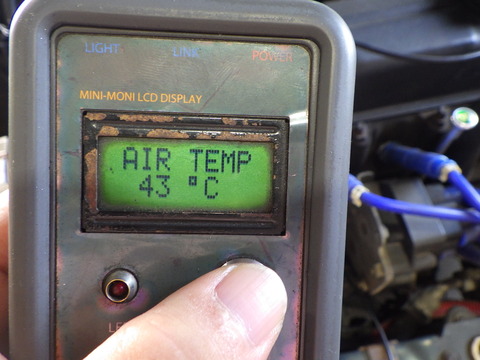 LIGHT LINK POWER
MINI-MONI LCD DISPLAY
AIR TEMP
43 °C